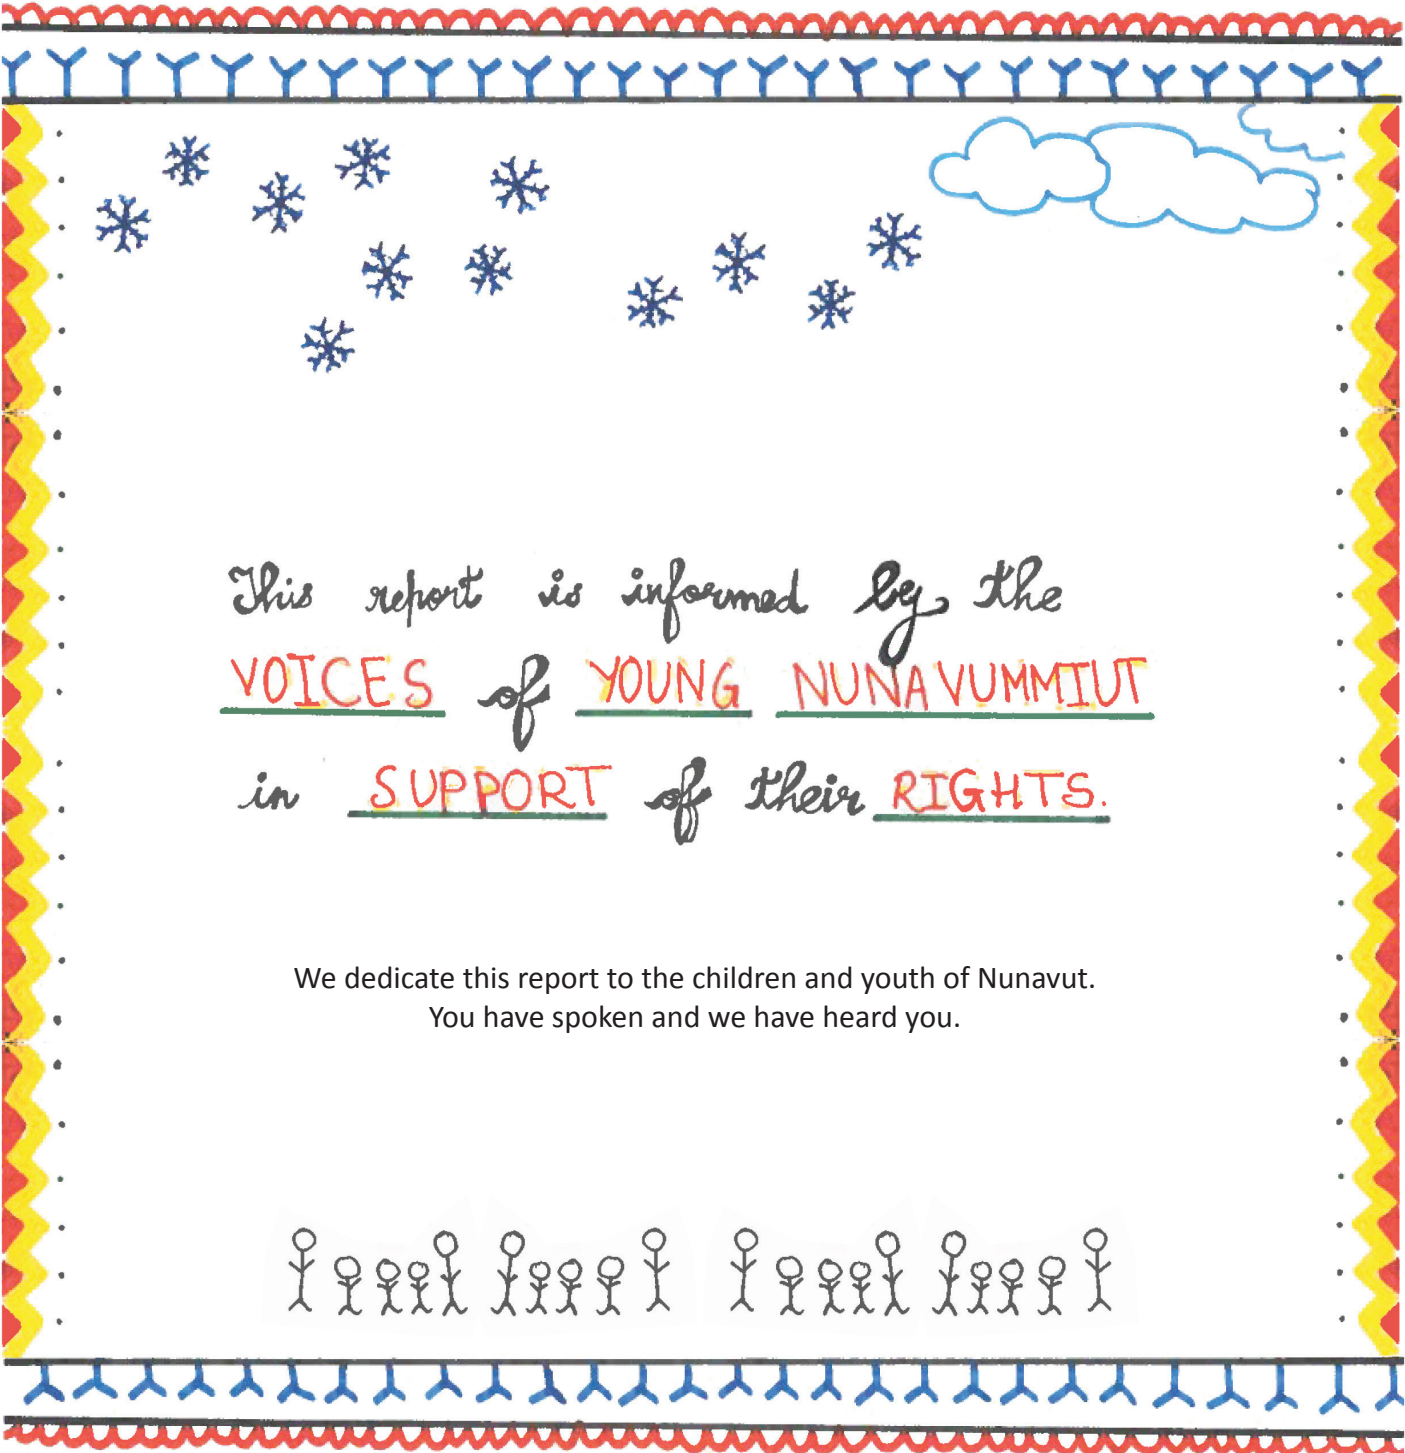 This report is informed by the
VOICES of YOUNG NUNAVUMMIUT
in SUPPORT of their RIGHTS.
We dedicate this report to the children and youth of Nunavut.
You have spoken and we have heard you.